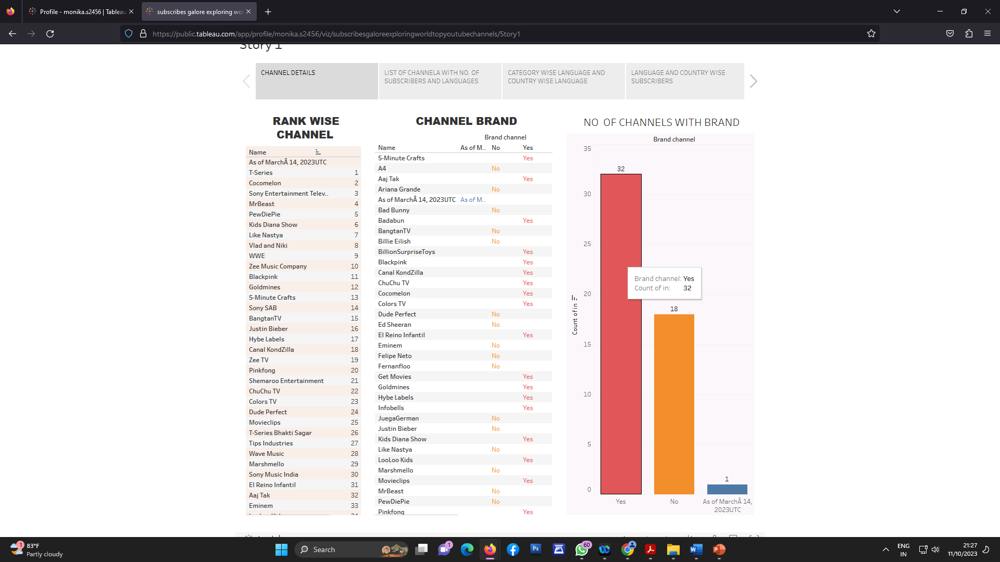 Profile - monika.s2456 | Tableau
subscribes galore exploring wor
https://public.tableau.com/app/profile/monika.s2456/viz/subscribesgaloreexploringworldtopyoutubechannels/Story1
Story 1
CHANNEL DETAILS
LIST OF CHANNELA WITH NO. OF
SUBSCRIBERS AND LANGUAGES
CATEGORY WISE LANGUAGE AND
COUNTRY WISE LANGUAGE
LANGUAGE AND COUNTRY WISE
SUBSCRIBERS
RANK WISE
CHANNEL
Name
As of MarchÂ 14, 2023UTC
T-Series 1
Cocomelon 2
Sony Entertainment Telev.. 3
MrBeast 4
PewDiePie 5
Kids Diana Show 6
Like Nastya 7
Vlad and Niki 8
WWE 9
Zee Music Company 10
Blackpink 11
Goldmines 12
5-Minute Crafts 13
Sony SAB 14
BangtanTV 15
Justin Bieber 16
Hybe Labels 17
Canal KondZilla 18
Zee TV 19
Pinkfong 20
Shemaroo Entertainment 21
ChuChu TV 22
Colors TV 23
Dude Perfect 24
Movieclips 25
T-Series Bhakti Sagar 26
Tips Industries 27
Wave Music 28
Marshmello 29
Sony Music India 30
El Reino Infantil 31
Aaj Tak 32
Eminem 33
CHANNEL BRAND
Brand channel
Name As of M.. No Yes
5-Minute Crafts Yes
A4 No
Aaj Tak Yes
Ariana Grande No
As of MarchÂ 14, 2023UTC As of M..
Bad Bunny No
Badabun Yes
BangtanTV No
Billie Eilish No
BillionSurpriseToys Yes
Blackpink Yes
Canal KondZilla Yes
ChuChu TV Yes
Cocomelon Yes
Colors TV Yes
Dude Perfect No
Ed Sheeran No
El Reino Infantil Yes
Eminem No
Felipe Neto No
Fernanfloo No
Get Movies Yes
Goldmines Yes
Hybe Labels Yes
Infobells Yes
JuegaGerman No
Justin Bieber No
Kids Diana Show Yes
Like Nastya No
LooLoo Kids Yes
Marshmello No
Movieclips Yes
MrBeast No
PewDiePie No
Pinkfong Yes
NO OF CHANNELS WITH BRAND
Brand channel
35
30
25
20
15
10
5
0
Count of in
32
18
1
Brand channel: Yes
Count of in: 32
Yes
No
As of MarchÂ 14,
2023UTC
1
83°F
Partly cloudy
Search
1
Ps
60
ENG
IN
21:27
11/10/2023